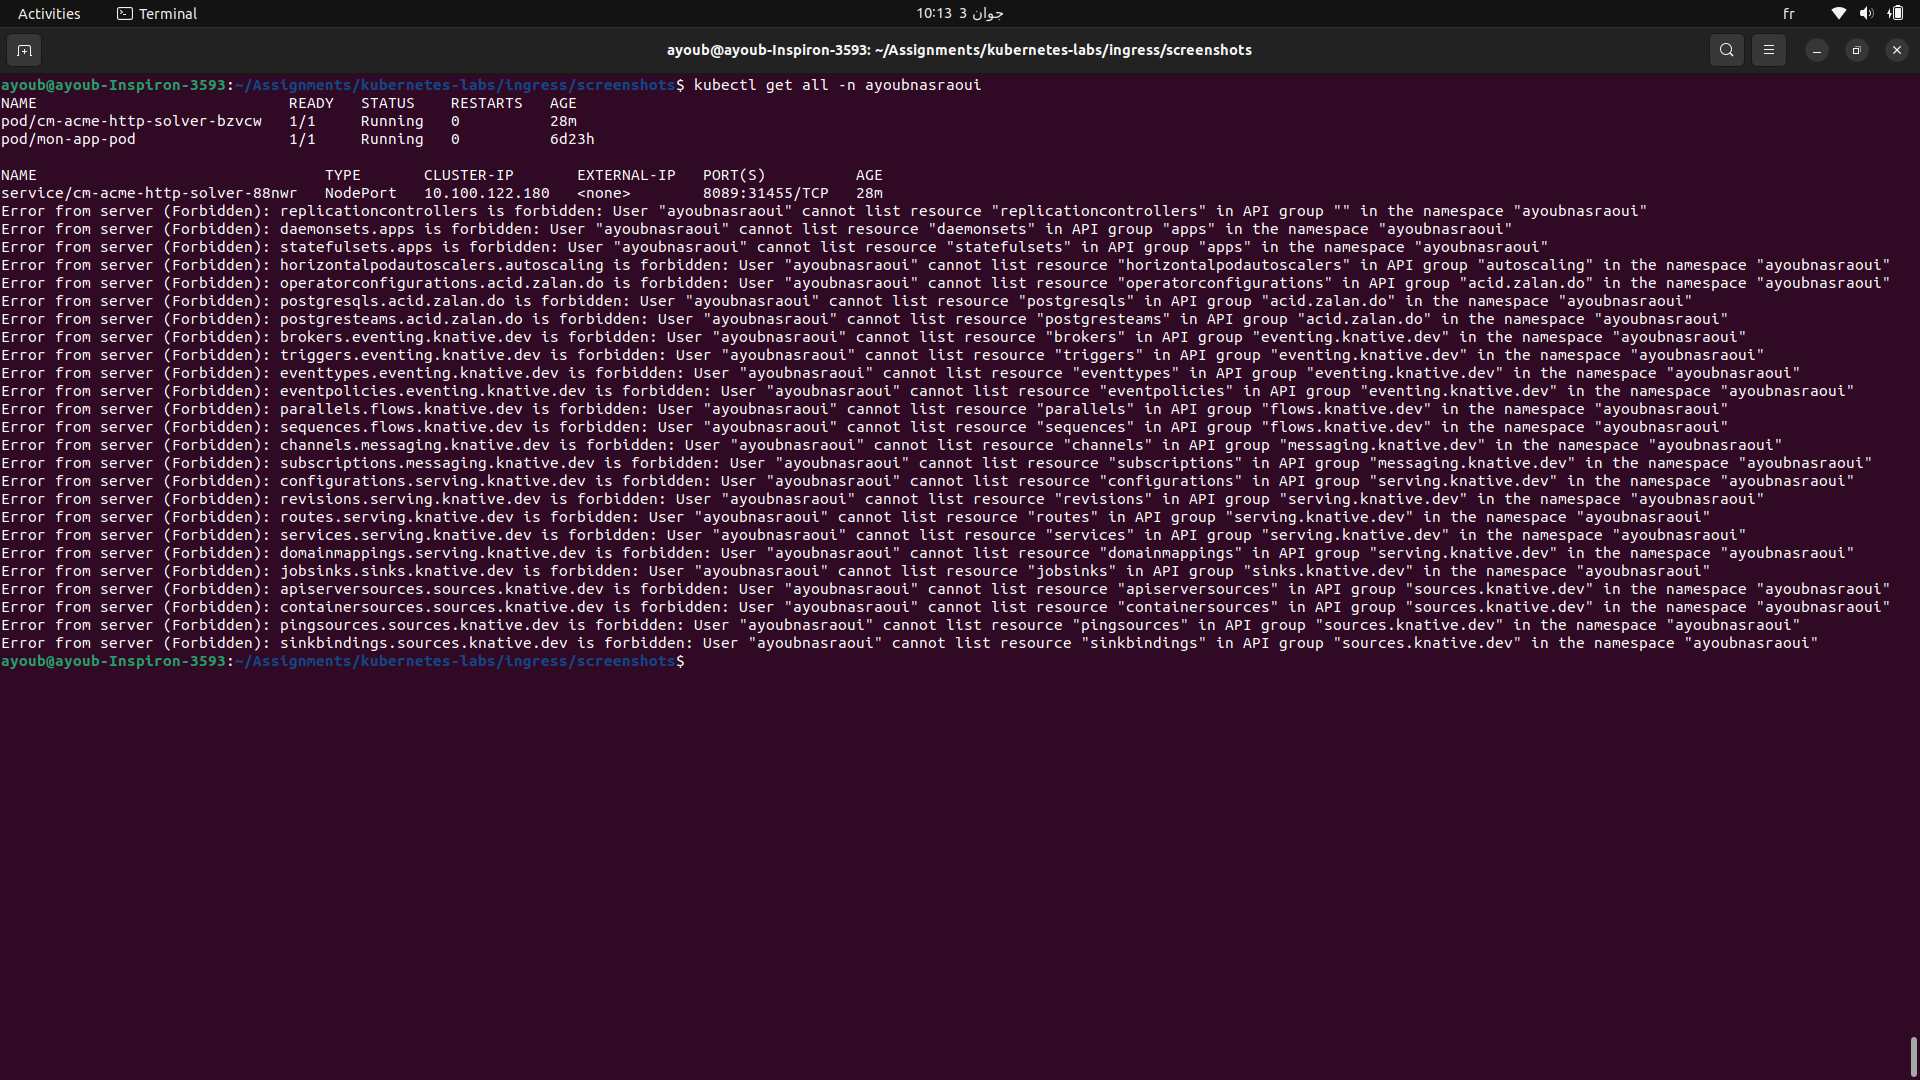 Activities
Terminal
10:13 3 جوان
fr
ayoub@ayoub-Inspiron-3593: ~/Assignments/kubernetes-labs/ingress/screenshots
ayoub@ayoub-Inspiron-3593:~/Assignments/kubernetes-labs/ingress/screenshots$ kubectl get all -n ayoubnasraoui
NAME READY STATUS RESTARTS AGE
pod/cm-acme-http-solver-bzvcw 1/1 Running 0 28m
pod/mon-app-pod 1/1 Running 0 6d23h
NAME TYPE CLUSTER-IP EXTERNAL-IP PORT(S) AGE
service/cm-acme-http-solver-88nwr NodePort 10.100.122.180 <none> 8089:31455/TCP 28m
Error from server (Forbidden): replicationcontrollers is forbidden: User "ayoubnasraoui" cannot list resource "replicationcontrollers" in API group "" in the namespace "ayoubnasraoui"
Error from server (Forbidden): daemonsets.apps is forbidden: User "ayoubnasraoui" cannot list resource "daemonsets" in API group "apps" in the namespace "ayoubnasraoui"
Error from server (Forbidden): statefulsets.apps is forbidden: User "ayoubnasraoui" cannot list resource "statefulsets" in API group "apps" in the namespace "ayoubnasraoui"
Error from server (Forbidden): horizontalpodautoscalers.autoscaling is forbidden: User "ayoubnasraoui" cannot list resource "horizontalpodautoscalers" in API group "autoscaling" in the namespace "ayoubnasraoui"
Error from server (Forbidden): operatorconfigurations.acid.zalan.do is forbidden: User "ayoubnasraoui" cannot list resource "operatorconfigurations" in API group "acid.zalan.do" in the namespace "ayoubnasraoui"
Error from server (Forbidden): postgresqls.acid.zalan.do is forbidden: User "ayoubnasraoui" cannot list resource "postgresqls" in API group "acid.zalan.do" in the namespace "ayoubnasraoui"
Error from server (Forbidden): postgresteams.acid.zalan.do is forbidden: User "ayoubnasraoui" cannot list resource "postgresteams" in API group "acid.zalan.do" in the namespace "ayoubnasraoui"
Error from server (Forbidden): brokers.eventing.knative.dev is forbidden: User "ayoubnasraoui" cannot list resource "brokers" in API group "eventing.knative.dev" in the namespace "ayoubnasraoui"
Error from server (Forbidden): triggers.eventing.knative.dev is forbidden: User "ayoubnasraoui" cannot list resource "triggers" in API group "eventing.knative.dev" in the namespace "ayoubnasraoui"
Error from server (Forbidden): eventtypes.eventing.knative.dev is forbidden: User "ayoubnasraoui" cannot list resource "eventtypes" in API group "eventing.knative.dev" in the namespace "ayoubnasraoui"
Error from server (Forbidden): eventpolicies.eventing.knative.dev is forbidden: User "ayoubnasraoui" cannot list resource "eventpolicies" in API group "eventing.knative.dev" in the namespace "ayoubnasraoui"
Error from server (Forbidden): parallels.flows.knative.dev is forbidden: User "ayoubnasraoui" cannot list resource "parallels" in API group "flows.knative.dev" in the namespace "ayoubnasraoui"
Error from server (Forbidden): sequences.flows.knative.dev is forbidden: User "ayoubnasraoui" cannot list resource "sequences" in API group "flows.knative.dev" in the namespace "ayoubnasraoui"
Error from server (Forbidden): channels.messaging.knative.dev is forbidden: User "ayoubnasraoui" cannot list resource "channels" in API group "messaging.knative.dev" in the namespace "ayoubnasraoui"
Error from server (Forbidden): subscriptions.messaging.knative.dev is forbidden: User "ayoubnasraoui" cannot list resource "subscriptions" in API group "messaging.knative.dev" in the namespace "ayoubnasraoui"
Error from server (Forbidden): configurations.serving.knative.dev is forbidden: User "ayoubnasraoui" cannot list resource "configurations" in API group "serving.knative.dev" in the namespace "ayoubnasraoui"
Error from server (Forbidden): revisions.serving.knative.dev is forbidden: User "ayoubnasraoui" cannot list resource "revisions" in API group "serving.knative.dev" in the namespace "ayoubnasraoui"
Error from server (Forbidden): routes.serving.knative.dev is forbidden: User "ayoubnasraoui" cannot list resource "routes" in API group "serving.knative.dev" in the namespace "ayoubnasraoui"
Error from server (Forbidden): services.serving.knative.dev is forbidden: User "ayoubnasraoui" cannot list resource "services" in API group "serving.knative.dev" in the namespace "ayoubnasraoui"
Error from server (Forbidden): domainmappings.serving.knative.dev is forbidden: User "ayoubnasraoui" cannot list resource "domainmappings" in API group "serving.knative.dev" in the namespace "ayoubnasraoui"
Error from server (Forbidden): jobsinks.sinks.knative.dev is forbidden: User "ayoubnasraoui" cannot list resource "jobsinks" in API group "sinks.knative.dev" in the namespace "ayoubnasraoui"
Error from server (Forbidden): apiserversources.sources.knative.dev is forbidden: User "ayoubnasraoui" cannot list resource "apiserversources" in API group "sources.knative.dev" in the namespace "ayoubnasraoui"
Error from server (Forbidden): containersources.sources.knative.dev is forbidden: User "ayoubnasraoui" cannot list resource "containersources" in API group "sources.knative.dev" in the namespace "ayoubnasraoui"
Error from server (Forbidden): pingsources.sources.knative.dev is forbidden: User "ayoubnasraoui" cannot list resource "pingsources" in API group "sources.knative.dev" in the namespace "ayoubnasraoui"
Error from server (Forbidden): sinkbindings.sources.knative.dev is forbidden: User "ayoubnasraoui" cannot list resource "sinkbindings" in API group "sources.knative.dev" in the namespace "ayoubnasraoui"
ayoub@ayoub-Inspiron-3593:~/Assignments/kubernetes-labs/ingress/screenshots$